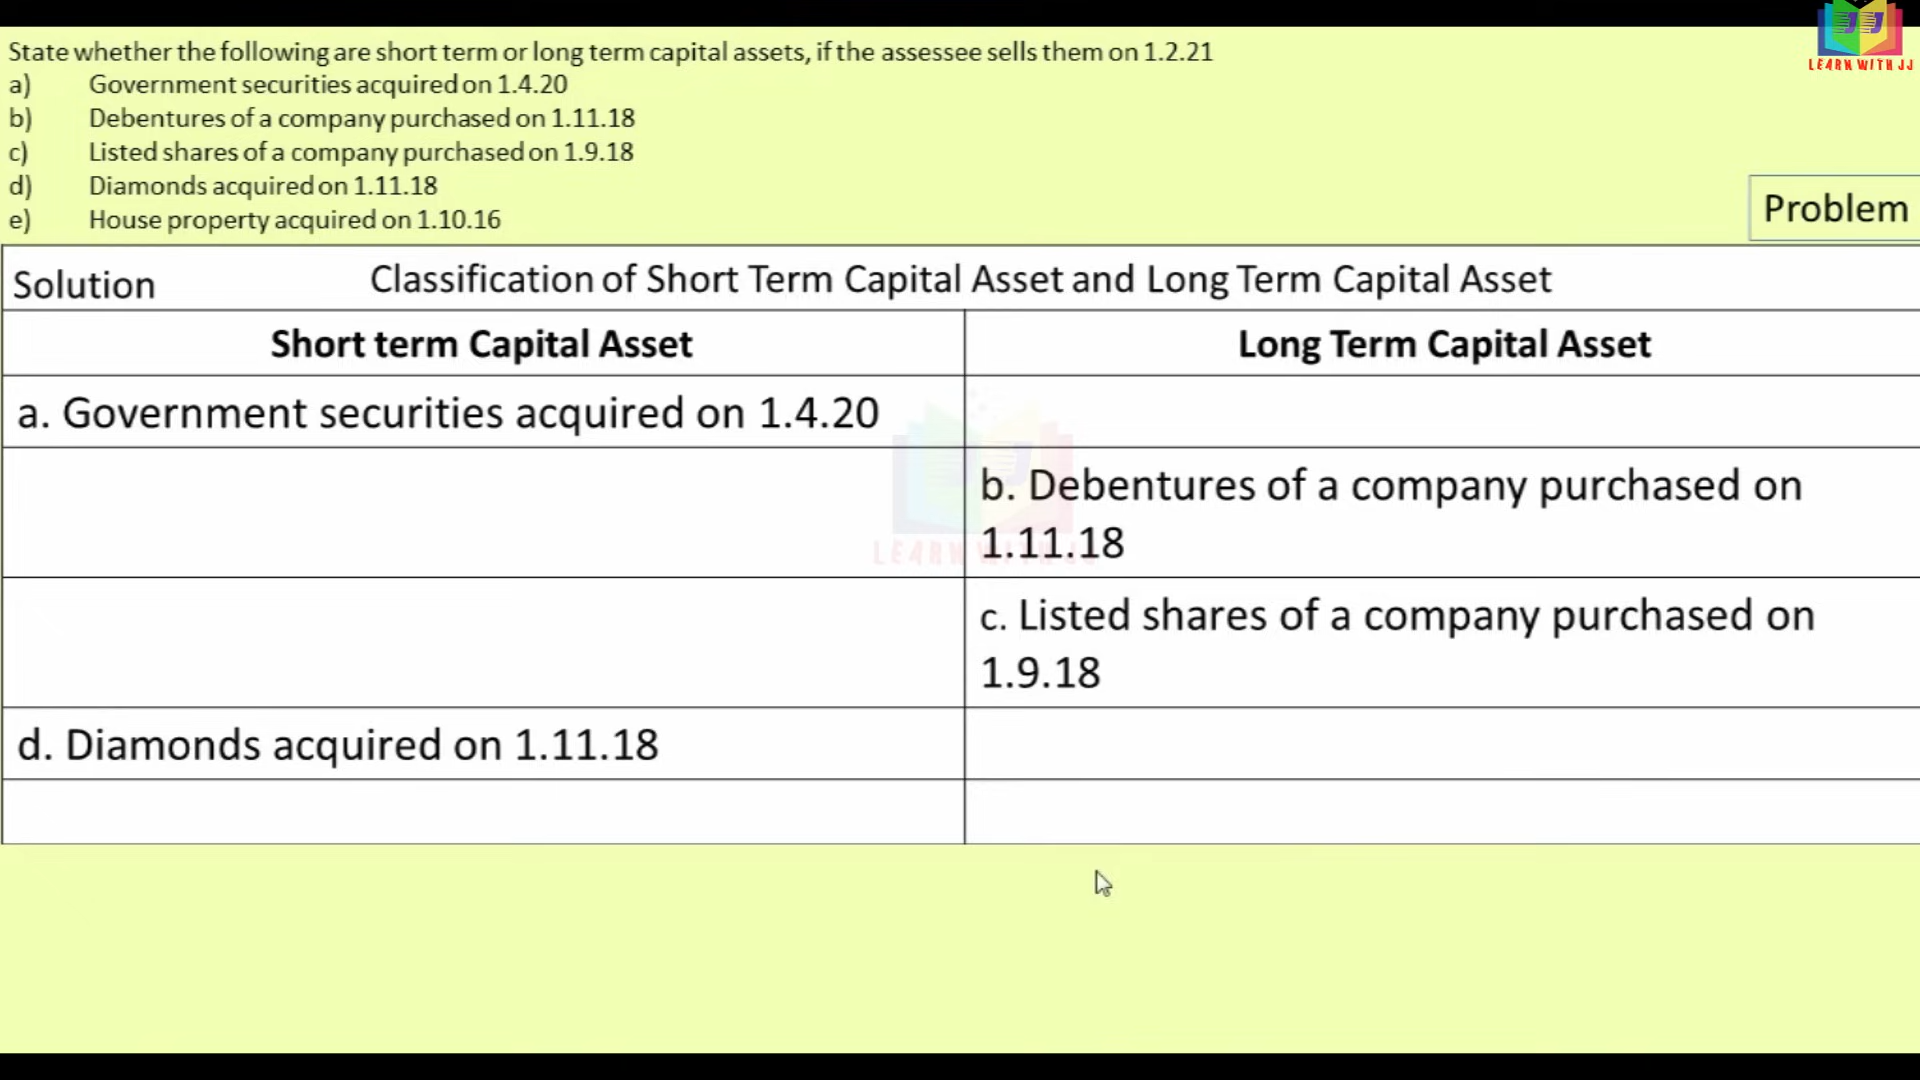 LEARN WITH JJ
State whether the following are short term or long term capital assets, if the assessee sells them on 1.2.21
a) Government securities acquired on 1.4.20
b) Debentures of a company purchased on 1.11.18
c) Listed shares of a company purchased on 1.9.18
d) Diamonds acquired on 1.11.18
e) House property acquired on 1.10.16
Problem
Solution Classification of Short Term Capital Asset and Long Term Capital Asset
Short term Capital Asset Long Term Capital Asset
a. Government securities acquired on 1.4.20
b. Debentures of a company purchased on
1.11.18
LEARN WITH JJ
c. Listed shares of a company purchased on
1.9.18
d. Diamonds acquired on 1.11.18